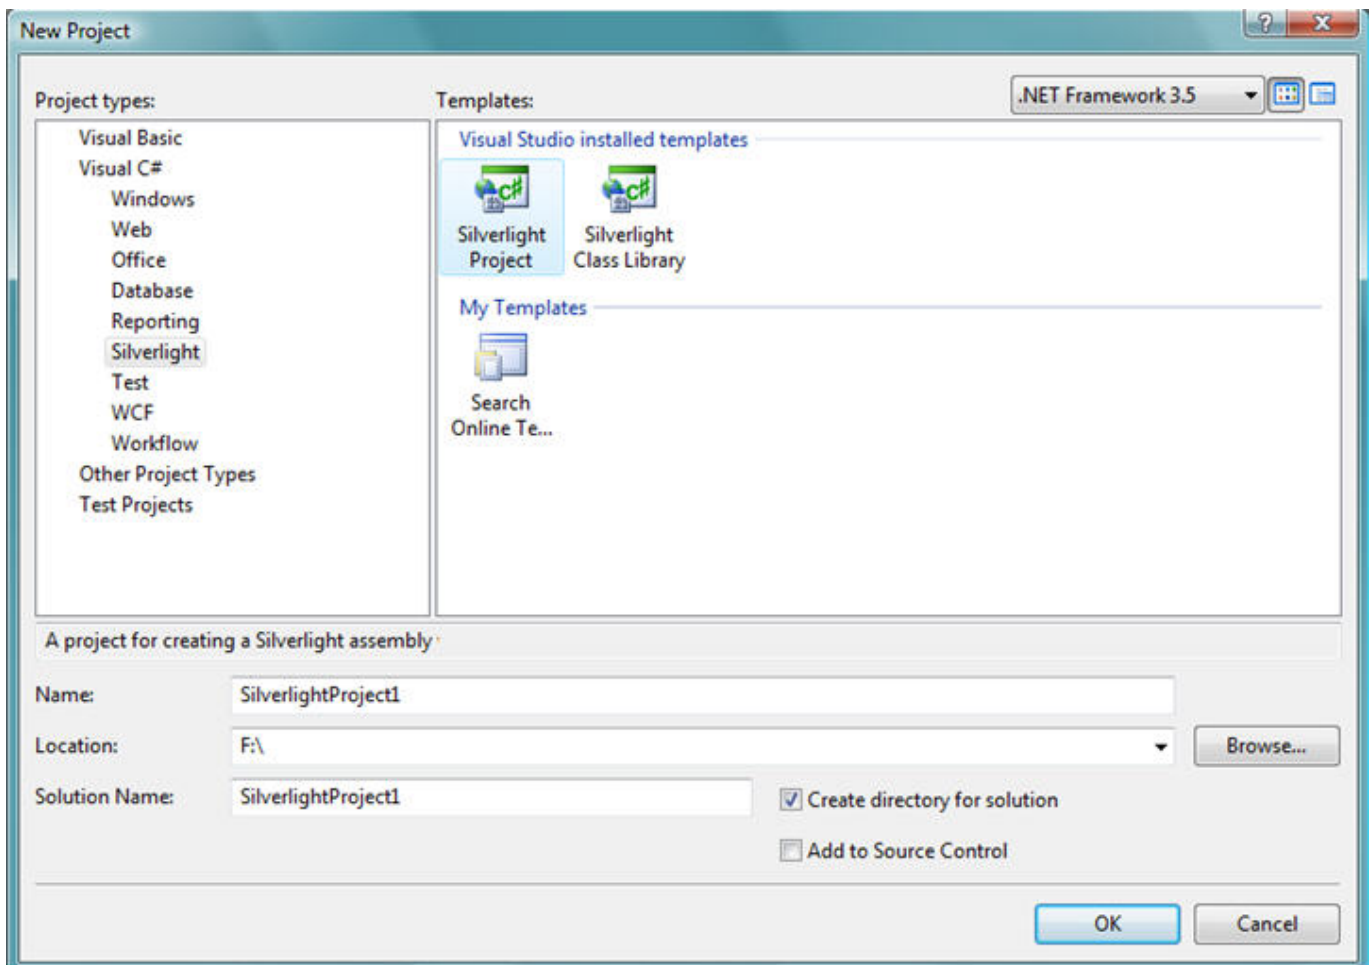 New Project
Project types:
Templates:
.NET Framework 3.5
Visual Basic
Visual C#
Windows
Web
Office
Database
Reporting
Silverlight
Test
WCF
Workflow
Other Project Types
Test Projects
Visual Studio installed templates
Silverlight
Project
Silverlight
Class Library
My Templates
Search
Online Te...
A project for creating a Silverlight assembly
Name:
SilverlightProject1
Location:
F:\
Browse...
Solution Name:
SilverlightProject1
Create directory for solution
Add to Source Control
OK
Cancel